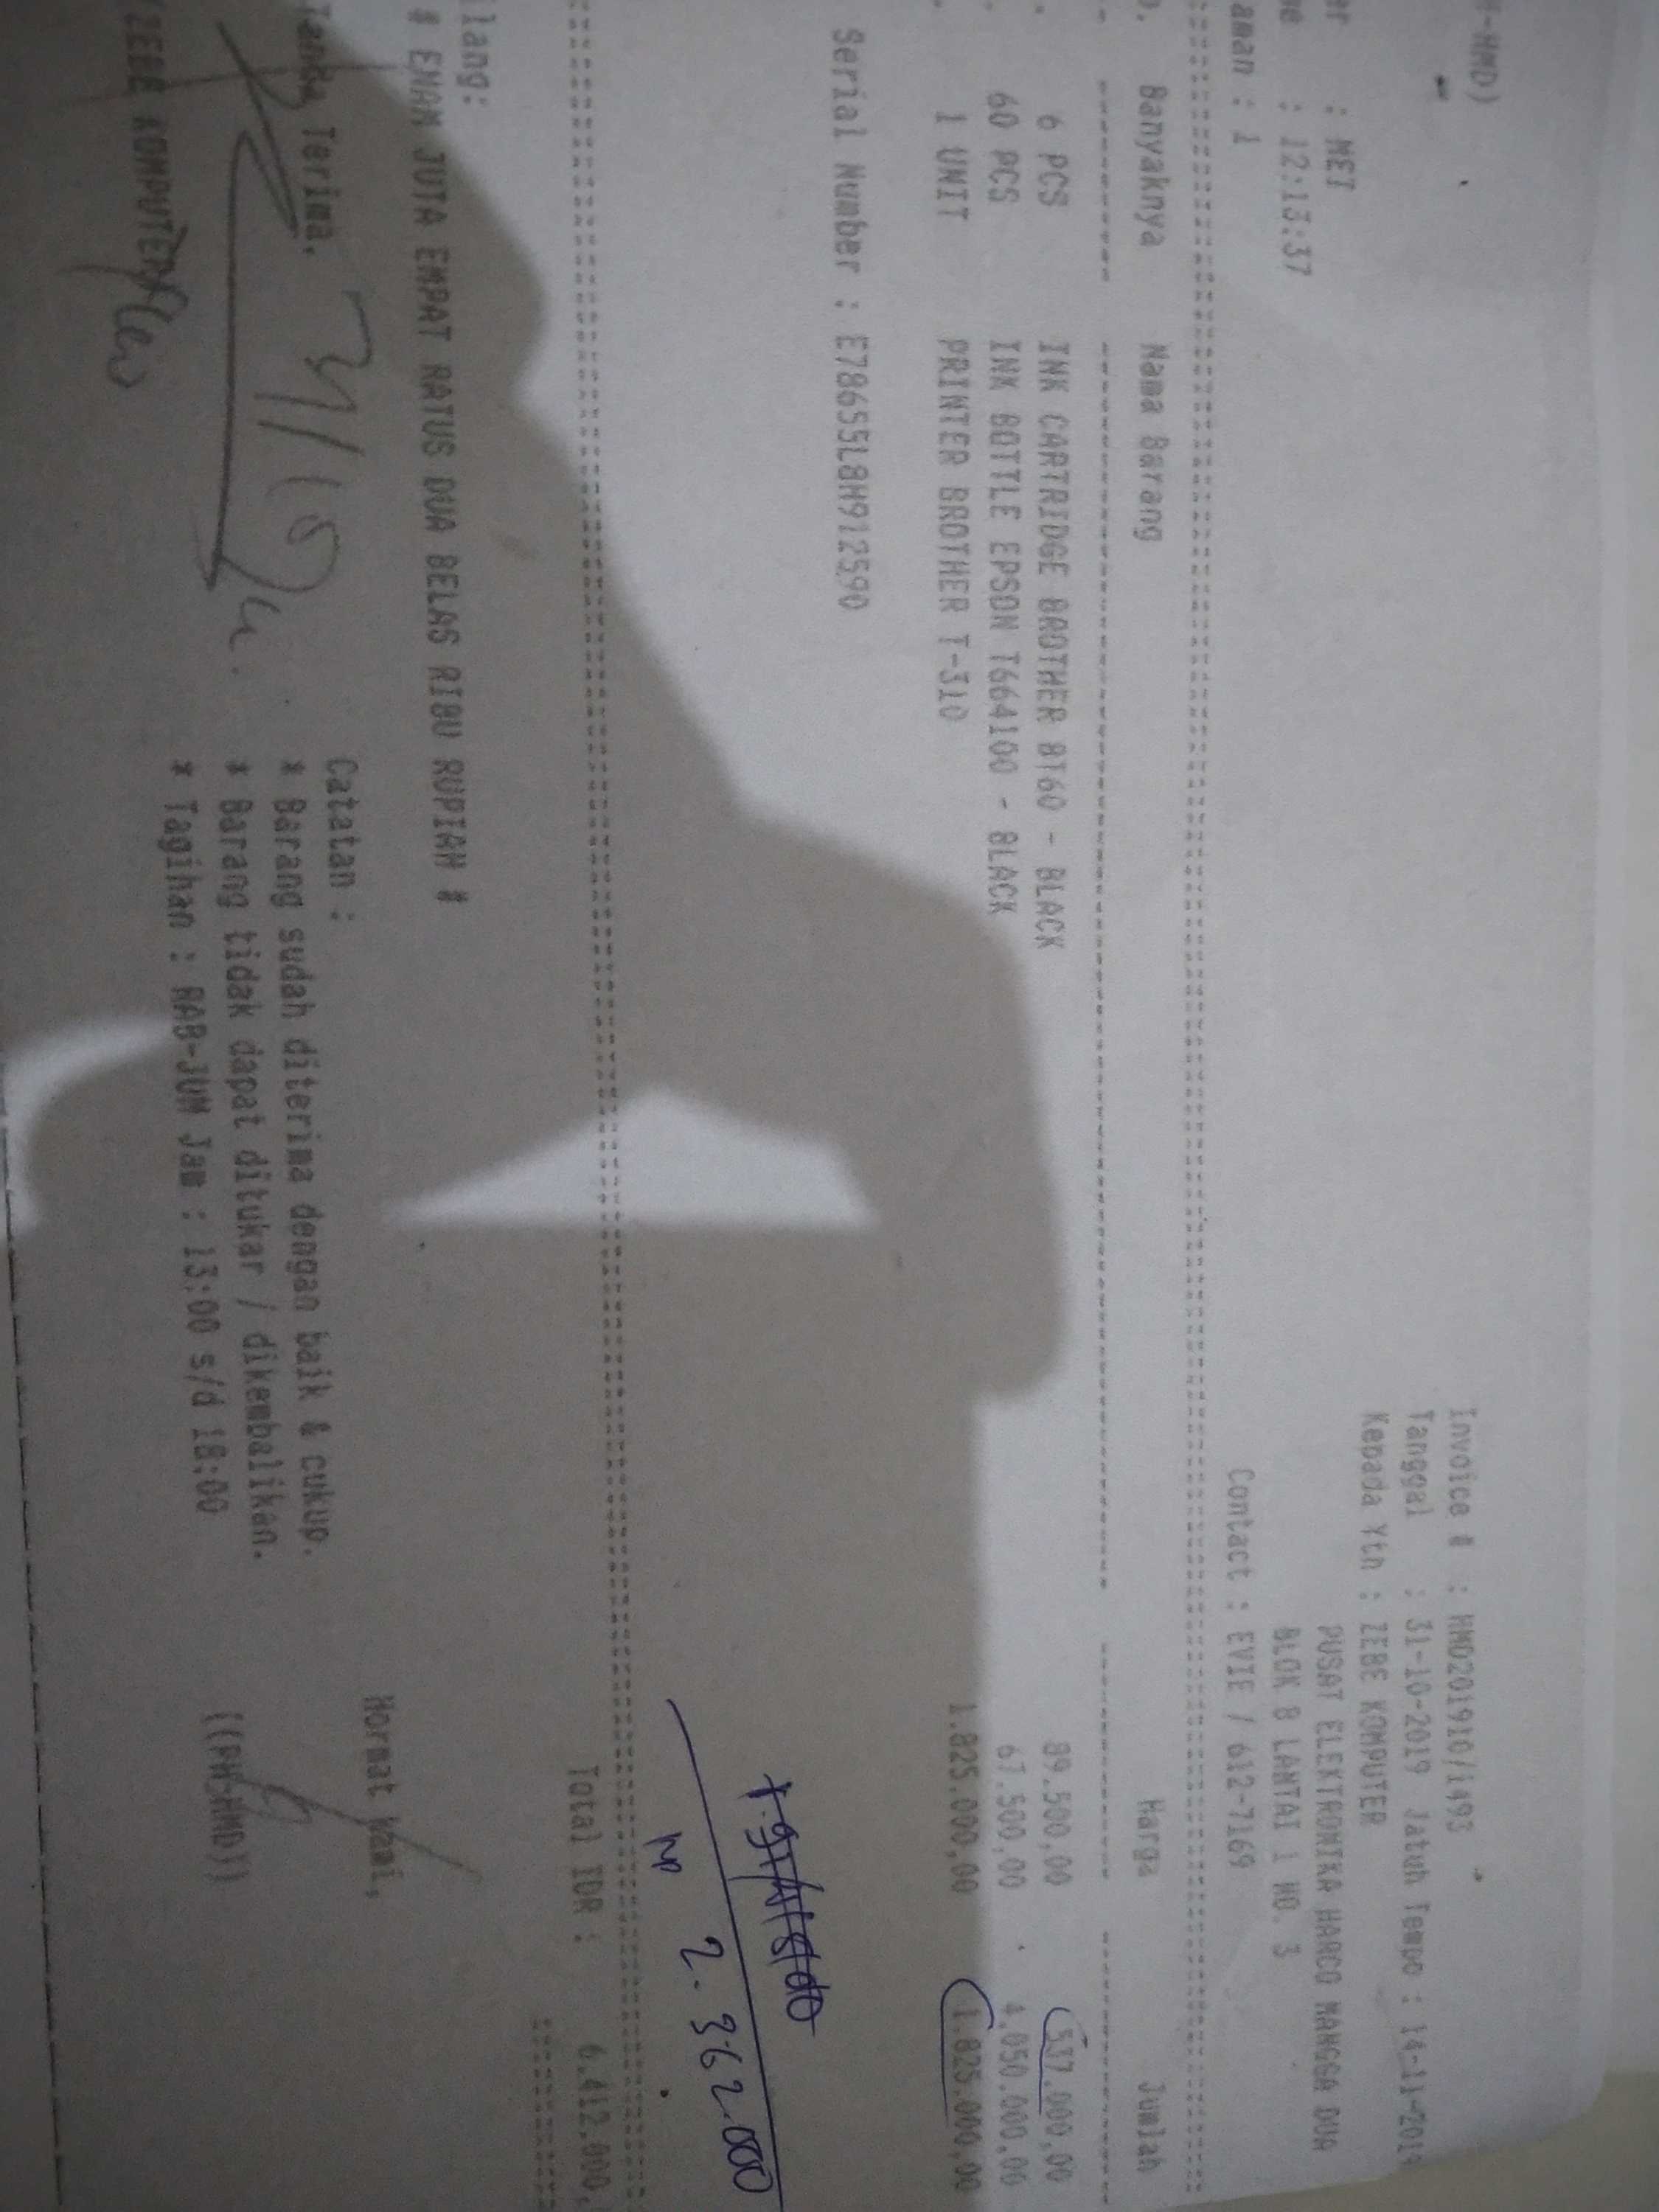 -HMD))
Invoice # : HMD201910/1493
Tanggal : 31-10-2019 Jatuh Tempo : 14-11-2019
er : MET
Kepada Yth : ZEBE KOMPUTER
e : 12:13:37
PUSAT ELEKTRONIKA HARCO MANGGA DUA
aman : 1
BLOK B LANTAI 1 NO. 3
Contact : EVIE / 612-7169
. Banyaknya Nama Barang Harga Jumlah
. 6 PCS INK CARTRIDGE BROTHER BT60 - BLACK 89.500,00 537.000,00
. 60 PCS INK BOTTLE EPSON T664100 - BLACK 67.500,00 4.050.000,00
. 1 UNIT PRINTER BROTHER T-310 1.825.000,00 1.825.000,00
Serial Number : E78655L8H912590
2.362.000
Total IDR : 6.412.000,
ilang:
# ENAM JUTA EMPAT RATUS DUA BELAS RIBU RUPIAH #
Tanda Terima,
Catatan :
Hormat Kami,
31/10
* Barang sudah diterima dengan baik & cukup.
* Barang tidak dapat ditukar / dikembalikan.
* Tagihan : RAB-JUM Jam : 13:00 s/d 18:00
KOMPUTER